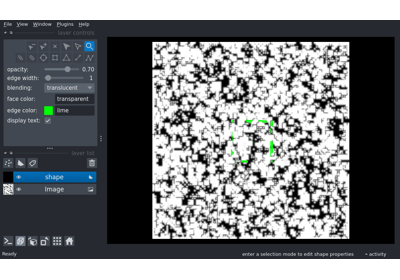 File View Window Plugins Help
layer controls
opacity: 0.70
edge width: 1
blending: translucent
face color: transparent
edge color: lime
display text:
layer list
shape
Image
Ready
enter a selection mode to edit shape properties
activity